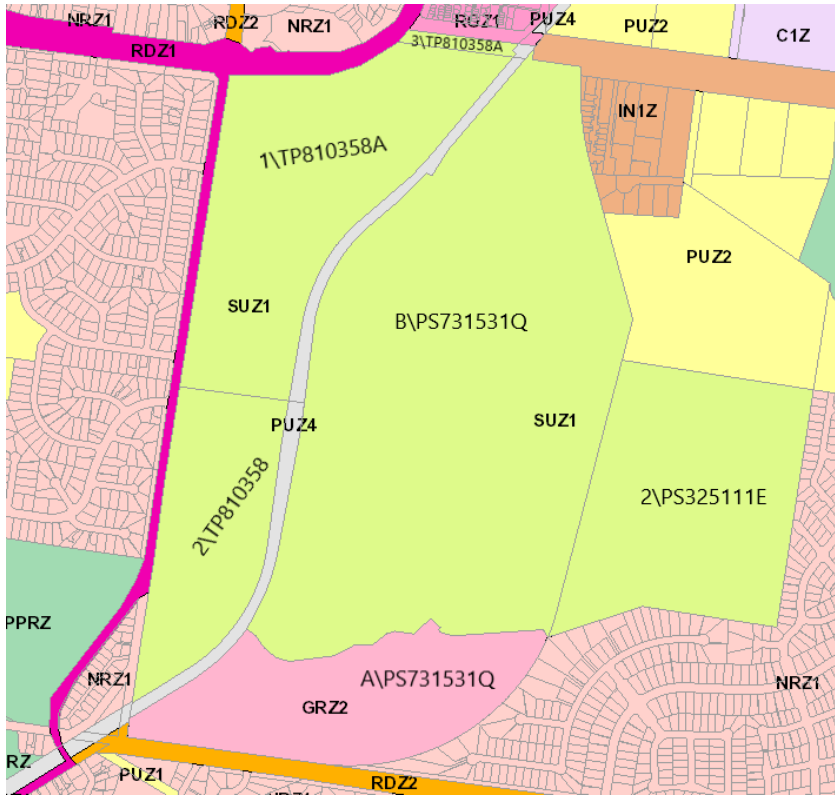 NRZ1
RDZ2
NRZ1
RGZ1
PUZ4
PUZ2
C1Z
RDZ1
3\TP810358A
IN1Z
1\TP810358A
PUZ2
SUZ1
B\PS731531Q
PUZ4
SUZ1
2\TP810358
2\PS325111E
PPRZ
NRZ1
A\PS731531Q
GRZ2
NRZ1
RZ
PUZ1
RDZ2